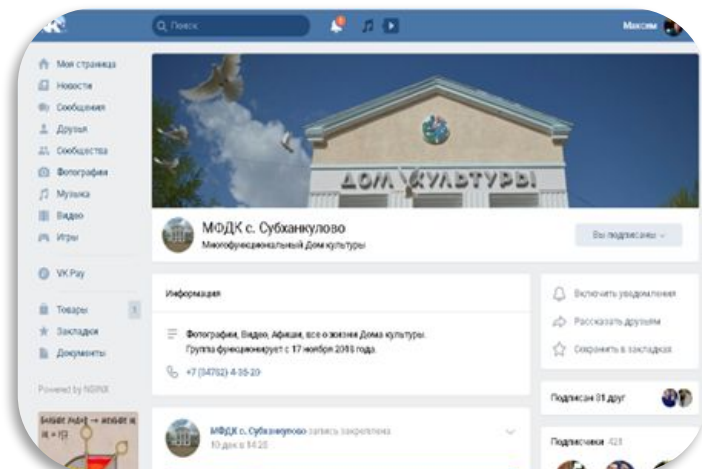 Поиск
Максим
Моя страница
Новости
Сообщения
Друзья
Сообщества
Фотографии
Музыка
Видео
Игры
VK Pay
Товары
Закладки
Документы
Powered by NGINX
ДОМ КУЛЬТУРЫ
МФДК с. Субханкулово
Многофункциональный Дом культуры
Вы подписаны
Информация
Фотографии, Видео, Афиши, все о жизни Дома культуры.
Группа функционирует с 17 ноября 2018 года.
+7 (34782) 4-35-20
МФДК с. Субханкулово запись закреплена
10 дек в 14:28
Включить уведомления
Рассказать друзьям
Сохранить в закладках
Подписан 31 друг
Подписчики 421